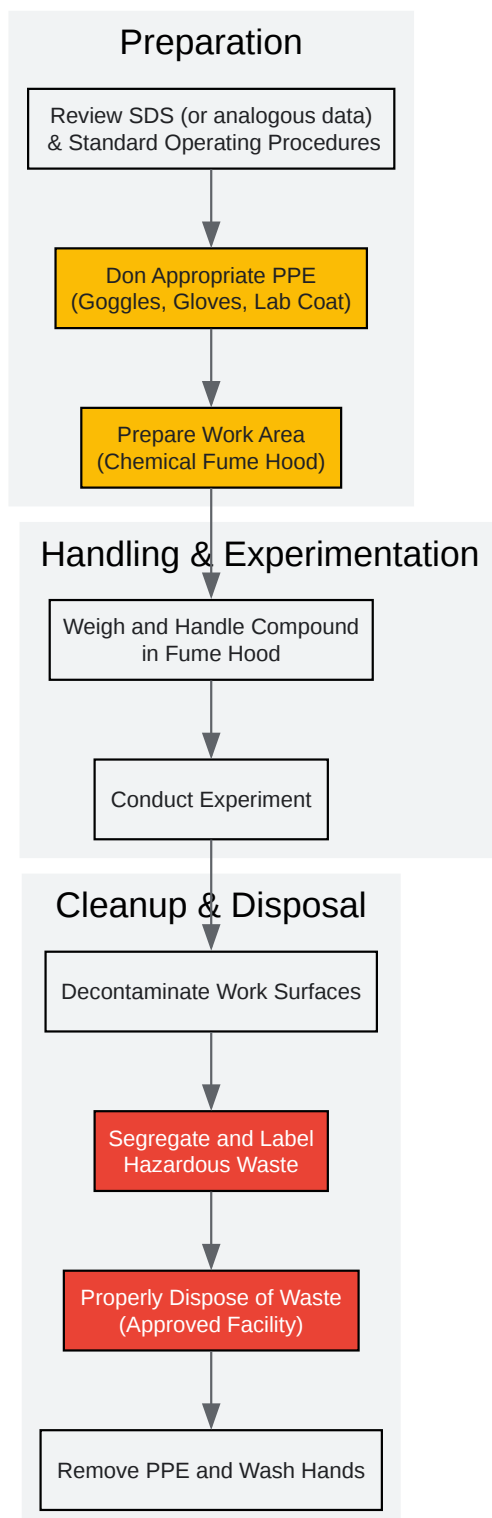 Preparation
Review SDS (or analogous data)
& Standard Operating Procedures
Don Appropriate PPE
(Goggles, Gloves, Lab Coat)
Prepare Work Area
(Chemical Fume Hood)
Handling & Experimentation
Weigh and Handle Compound
in Fume Hood
Conduct Experiment
Cleanup & Disposal
Decontaminate Work Surfaces
Segregate and Label
Hazardous Waste
Properly Dispose of Waste
(Approved Facility)
Remove PPE and Wash Hands